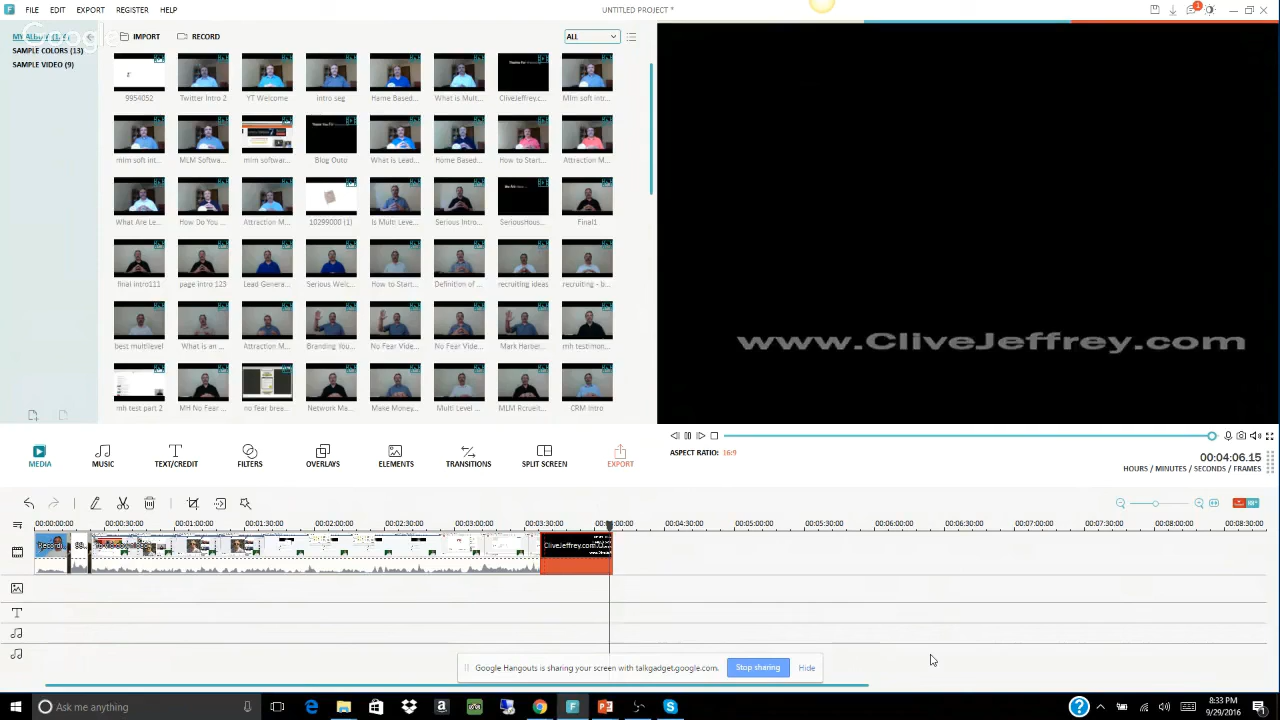 FILE EDIT EXPORT REGISTER HELP
UNTITLED PROJECT *
1
Google
SAMPLE COLORS (13)
SAMPLE VIDEO (9)
IMPORT RECORD ALL
9954052 Twitter Intro 2 YT Welcome intro seg Hame Based... What is Mult... CliveJeffrey.c... Mlm soft intr...
mlm soft int... MLM Softwa... mlm softwar... Blog Outo What is Lead... Home Based... How to Start... Attraction M...
What Are Le... How Do You ... Attraction M... 10299000 (1) Is Multi Leve... Serious Intro... SeriousHous... Final1
final intro111 page intro 123 Lead Genera... Serious Welc... How to Start... Definition of ... recruiting ideas recruiting - b...
best multilevel What is an ... Attraction M... Branding You... No Fear Vide... No Fear Vide... Mark Harber... mh testimon...
mh test part 2 MH No Fear ... no fear brea... Network Ma... Make Money... Multi Level ... MLM Rcruelt... CRM Intro
www.CliveJeffrey.com
MEDIA MUSIC TEXT/CREDIT FILTERS OVERLAYS ELEMENTS TRANSITIONS SPLIT SCREEN EXPORT
ASPECT RATIO: 16:9
00:04:06.15
HOURS / MINUTES / SECONDS / FRAMES
00:00:00:00 00:00:30:00 00:01:00:00 00:01:30:00 00:02:00:00 00:02:30:00 00:03:00:00 00:03:30:00 00:04:30:00 00:05:00:00 00:05:30:00 00:06:00:00 00:06:30:00 00:07:00:00 00:07:30:00 00:08:00:00 00:08:30:00
CliveJeffrey.com
Google Hangouts is sharing your screen with talkgadget.google.com. Stop sharing Hide
Ask me anything
8:33 PM
9/29/2016